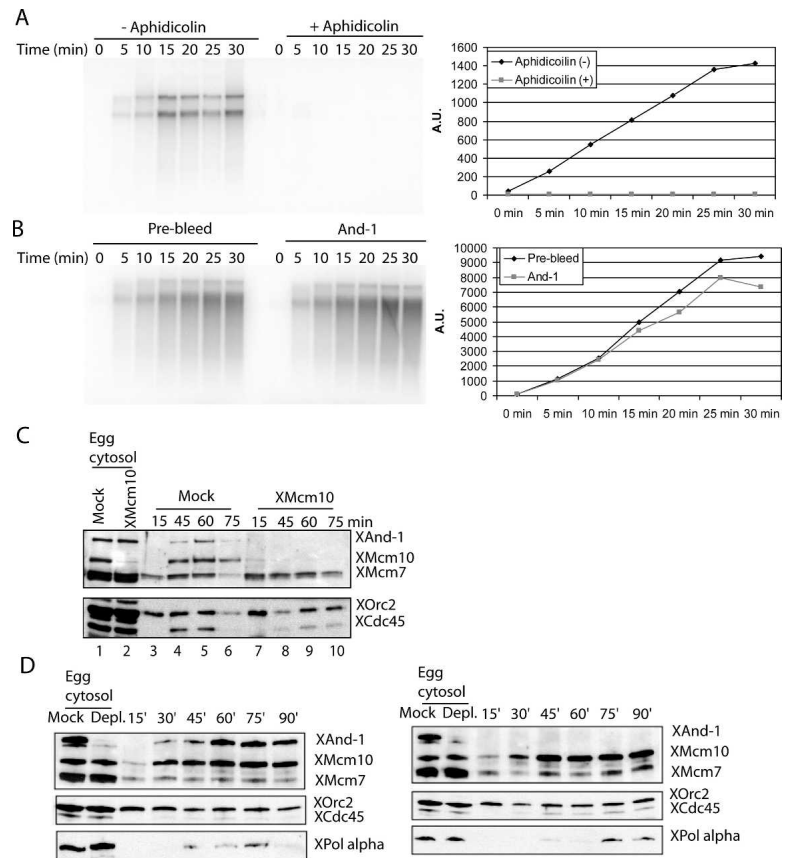 A
- Aphidicolin
+ Aphidicolin
Time (min) 0 5 10 15 20 25 30 0 5 10 15 20 25 30
1600
1400
1200
1000
800
600
400
200
0
A.U.
Aphidicoilin (-)
Aphidicoilin (+)
0 min 5 min 10 min 15 min 20 min 25 min 30 min
B
Pre-bleed
And-1
Time (min) 0 5 10 15 20 25 30 0 5 10 15 20 25 30
10000
9000
8000
7000
6000
5000
4000
3000
2000
1000
0
A.U.
Pre-bleed
And-1
0 min 5 min 10 min 15 min 20 min 25 min 30 min
C
Egg
cytosol
Mock
XMcm10
Mock
XMcm10
15 45 60 75 15 45 60 75 min
XAnd-1
XMcm10
XMcm7
XOrc2
XCdc45
1 2 3 4 5 6 7 8 9 10
D
Egg
cytosol
Mock Depl. 15' 30' 45' 60' 75' 90'
XAnd-1
XMcm10
XMcm7
XOrc2
XCdc45
XPol alpha
Egg
cytosol
Mock Depl. 15' 30' 45' 60' 75' 90'
XAnd-1
XMcm10
XMcm7
XOrc2
XCdc45
XPol alpha